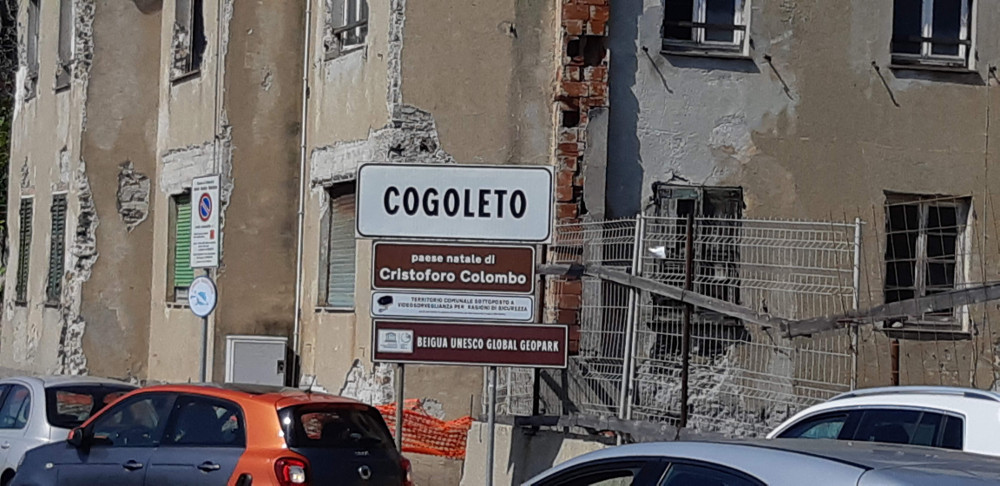 COGOLETO
paese natale di
Cristoforo Colombo
TERRITORIO COMUNALE SOTTOPOSTO A
VIDEOSORVEGLIANZA PER RAGIONI DI SICUREZZA
BEIGUA UNESCO GLOBAL GEOPARK